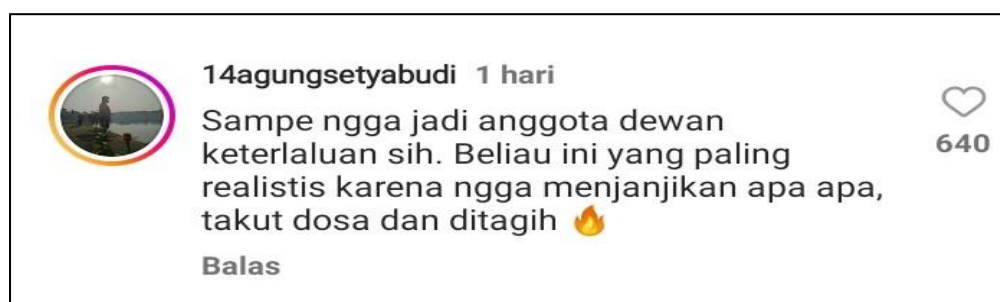 14agungsetyabudi 1 hari
Sampe ngga jadi anggota dewan
keterlaluan sih. Beliau ini yang paling
realistis karena ngga menjanjikan apa apa,
takut dosa dan ditagih 🔥
640
Balas